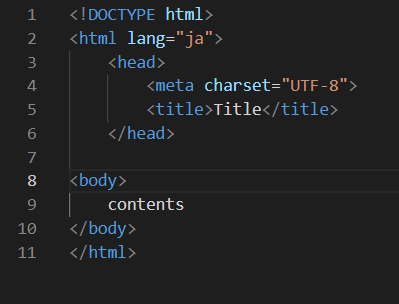 1 <!DOCTYPE html>
2 <html lang="ja">
3     <head>
4         <meta charset="UTF-8">
5         <title>Title</title>
6     </head>
7
8 <body>
9     contents
10 </body>
11 </html>